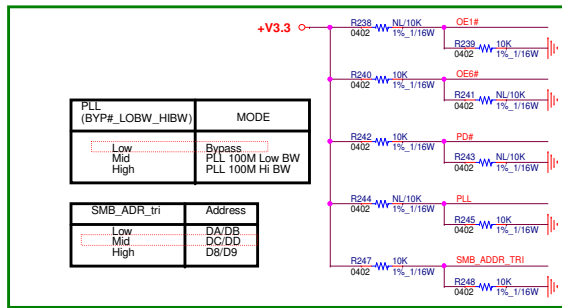 +V3.3
R238 NL/10K OE1#
0402 1%_1/16W
R239 10K
0402 1%_1/16W
R240 10K OE6#
0402 1%_1/16W
R241 NL/10K
0402 1%_1/16W
R242 10K PD#
0402 1%_1/16W
R243 NL/10K
0402 1%_1/16W
R244 NL/10K PLL
0402 1%_1/16W
R245 10K
0402 1%_1/16W
R247 10K SMB_ADDR_TRI
0402 1%_1/16W
R248 10K
0402 1%_1/16W
PLL
(BYP#_LOBW_HIBW) MODE
Low Bypass
Mid PLL 100M Low BW
High PLL 100M Hi BW
SMB_ADR_tri Address
Low DA/DB
Mid DC/DD
High D8/D9